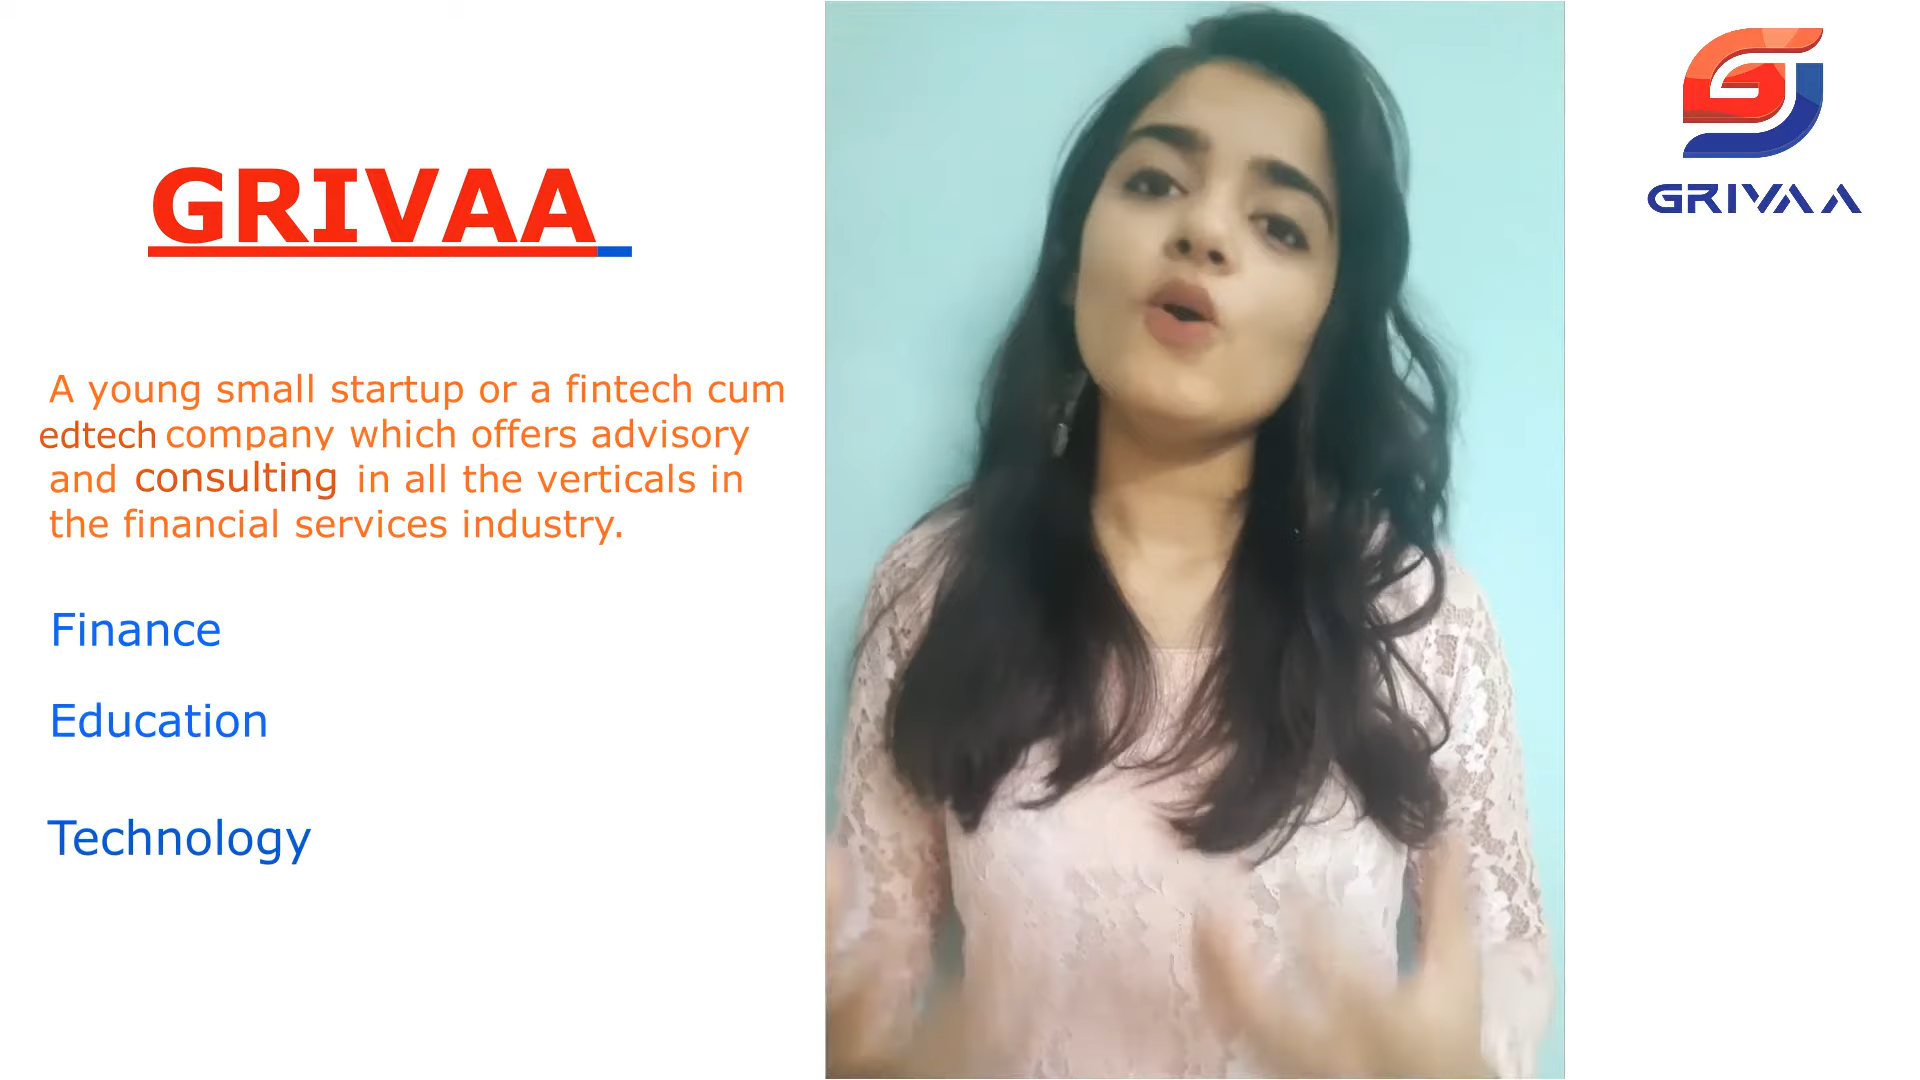 GRIVAA
A young small startup or a fintech cum
edtech company which offers advisory
and consulting in all the verticals in
the financial services industry.
Finance
Education
Technology
GRIVAA